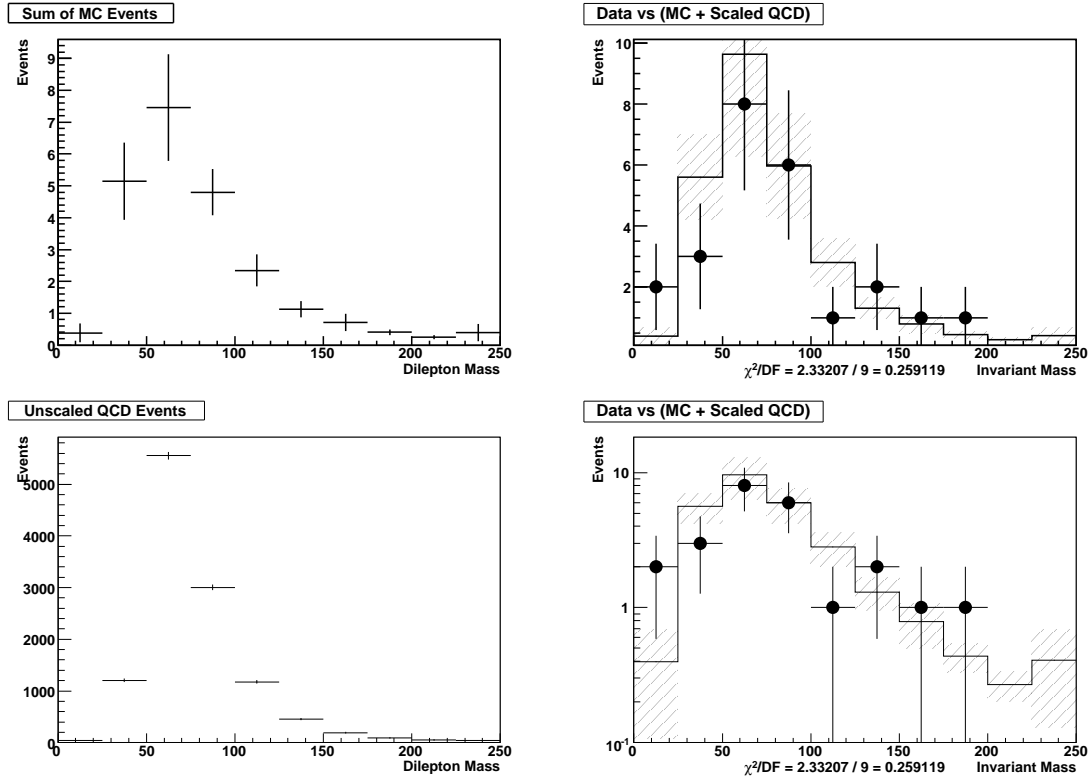 Sum of MC Events
Events
9
8
7
6
5
4
3
2
1
0
0 50 100 150 200 250
Dilepton Mass
Data vs (MC + Scaled QCD)
Events
10
8
6
4
2
0 50 100 150 200 250
χ²/DF = 2.33207 / 9 = 0.259119 Invariant Mass
Unscaled QCD Events
Events
5000
4000
3000
2000
1000
0
0 50 100 150 200 250
Dilepton Mass
Data vs (MC + Scaled QCD)
Events
10
1
10⁻¹
0 50 100 150 200 250
χ²/DF = 2.33207 / 9 = 0.259119 Invariant Mass